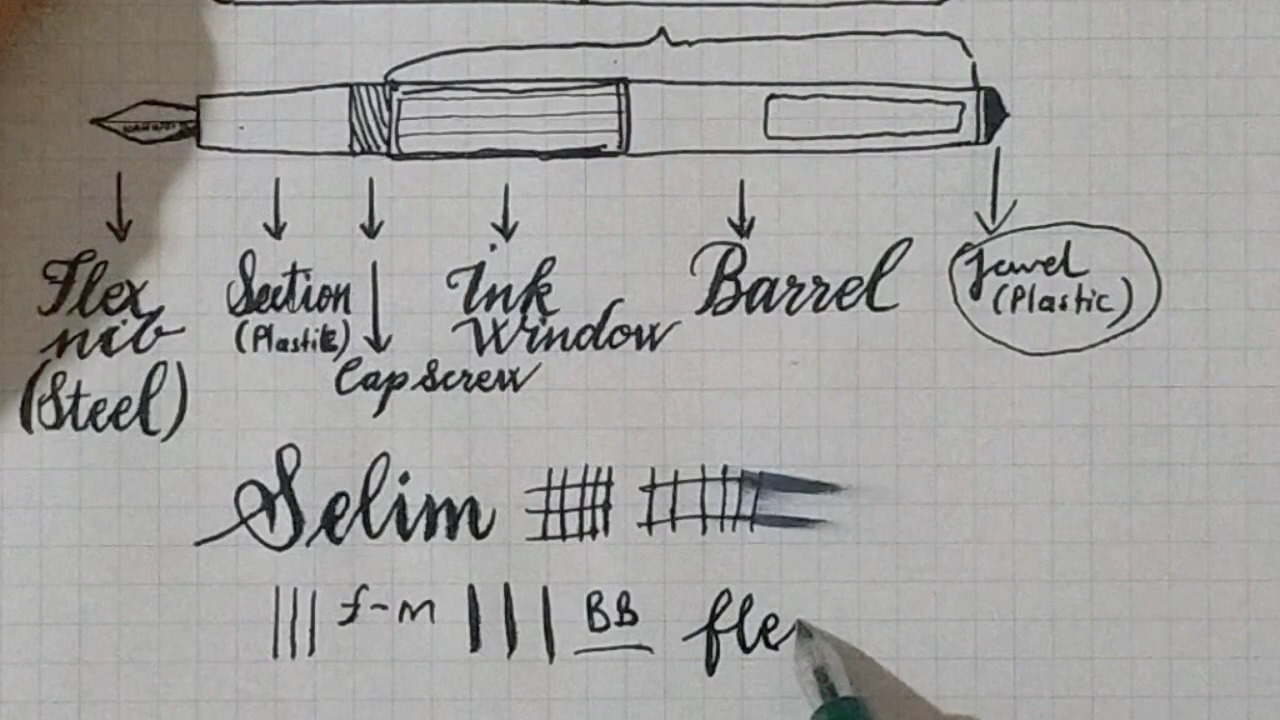 Flex
nib
(Steel)
Section
(Plastic)
Cap Screw
Ink
Window
Barrel
Jewel
(Plastic)
Selim
f-m BB fle